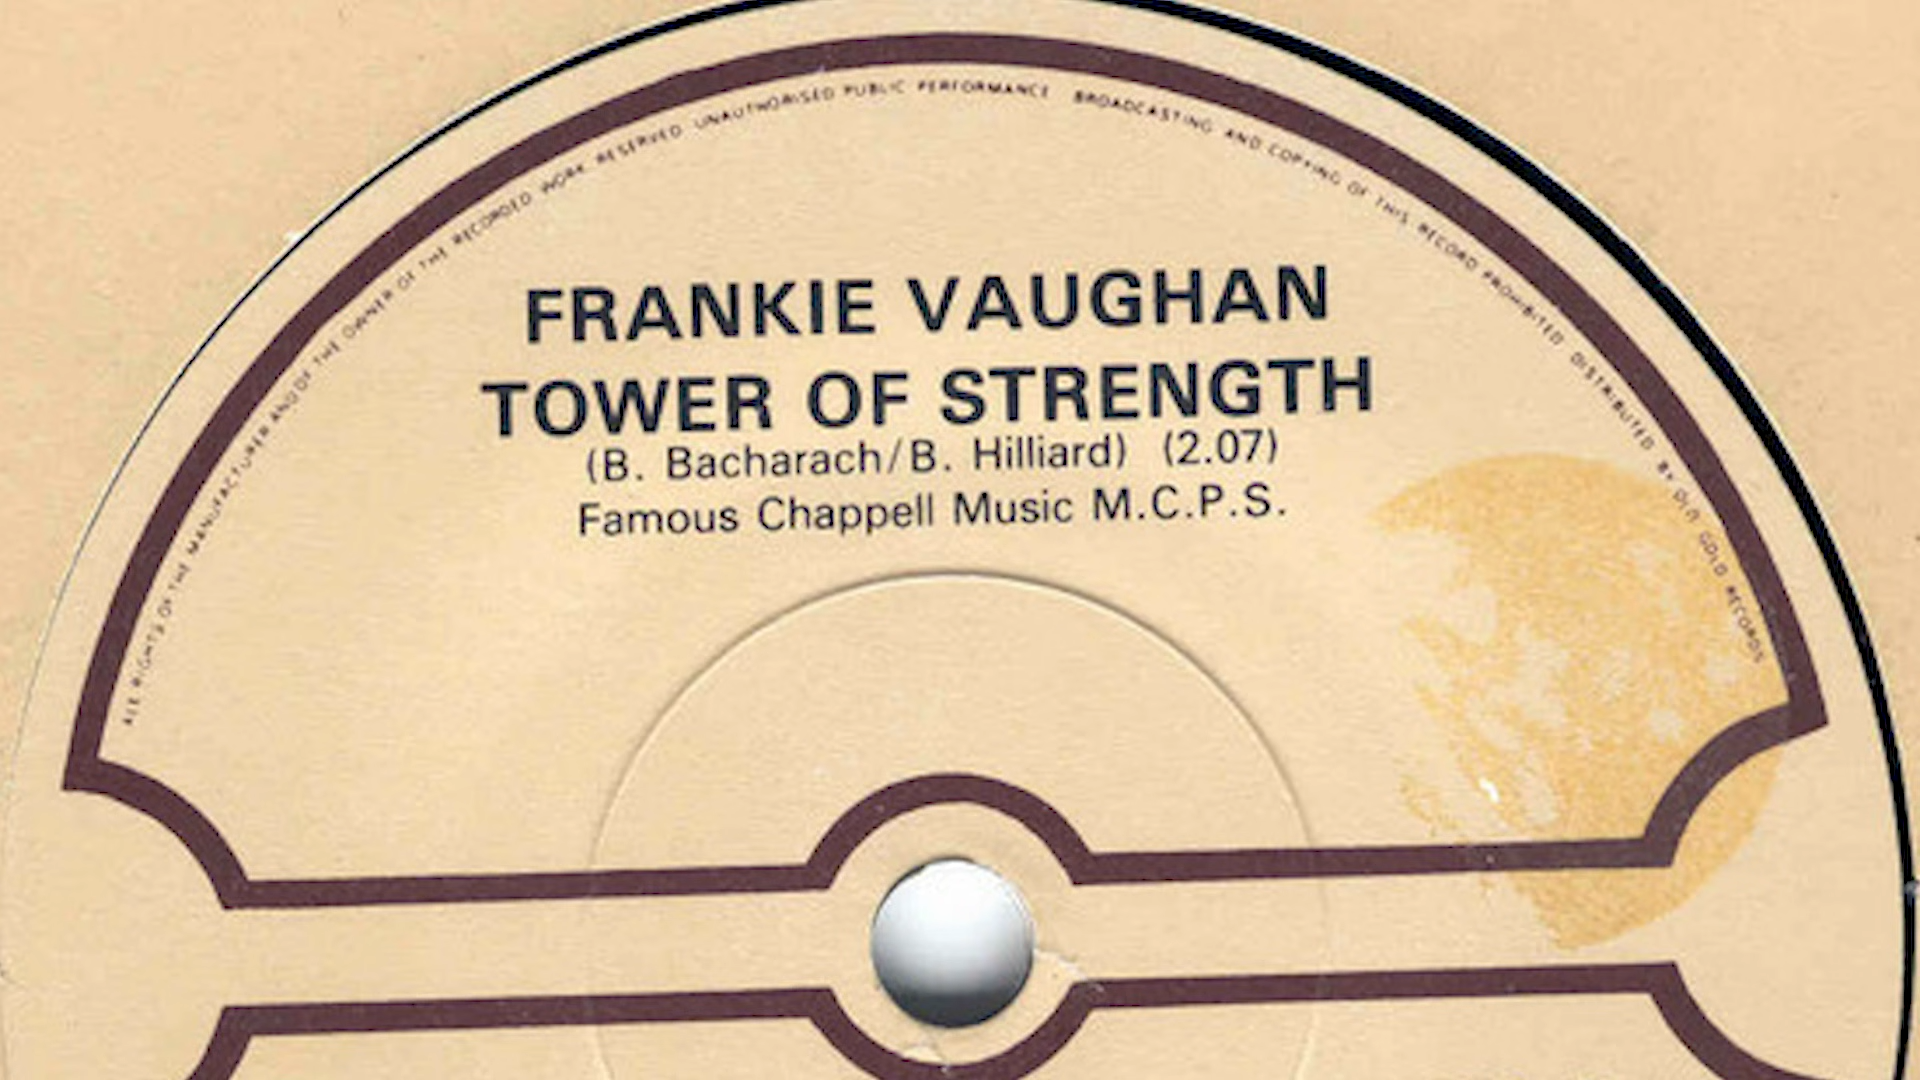 ALL RIGHTS OF THE MANUFACTURER AND OF THE OWNER OF THE RECORDED WORK RESERVED UNAUTHORISED PUBLIC PERFORMANCE BROADCASTING AND COPYING OF THIS RECORD PROHIBITED DISTRIBUTED BY OLD GOLD RECORDS
FRANKIE VAUGHAN
TOWER OF STRENGTH
(B. Bacharach/B. Hilliard) (2.07)
Famous Chappell Music M.C.P.S.